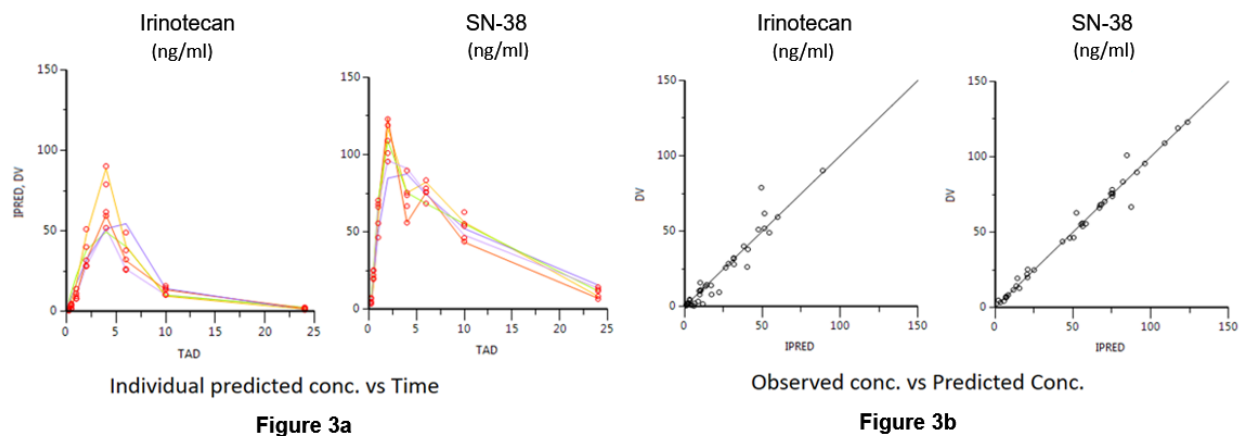 Irinotecan
(ng/ml)
SN-38
(ng/ml)
Irinotecan
(ng/ml)
SN-38
(ng/ml)
150
100
50
0
IPRED, DV
0 5 10 15 20 25
TAD
150
100
50
0
0 5 10 15 20 25
TAD
150
100
50
0
DV
0 50 100 150
IPRED
150
100
50
0
DV
0 50 100 150
IPRED
Individual predicted conc. vs Time
Observed conc. vs Predicted Conc.
Figure 3a
Figure 3b